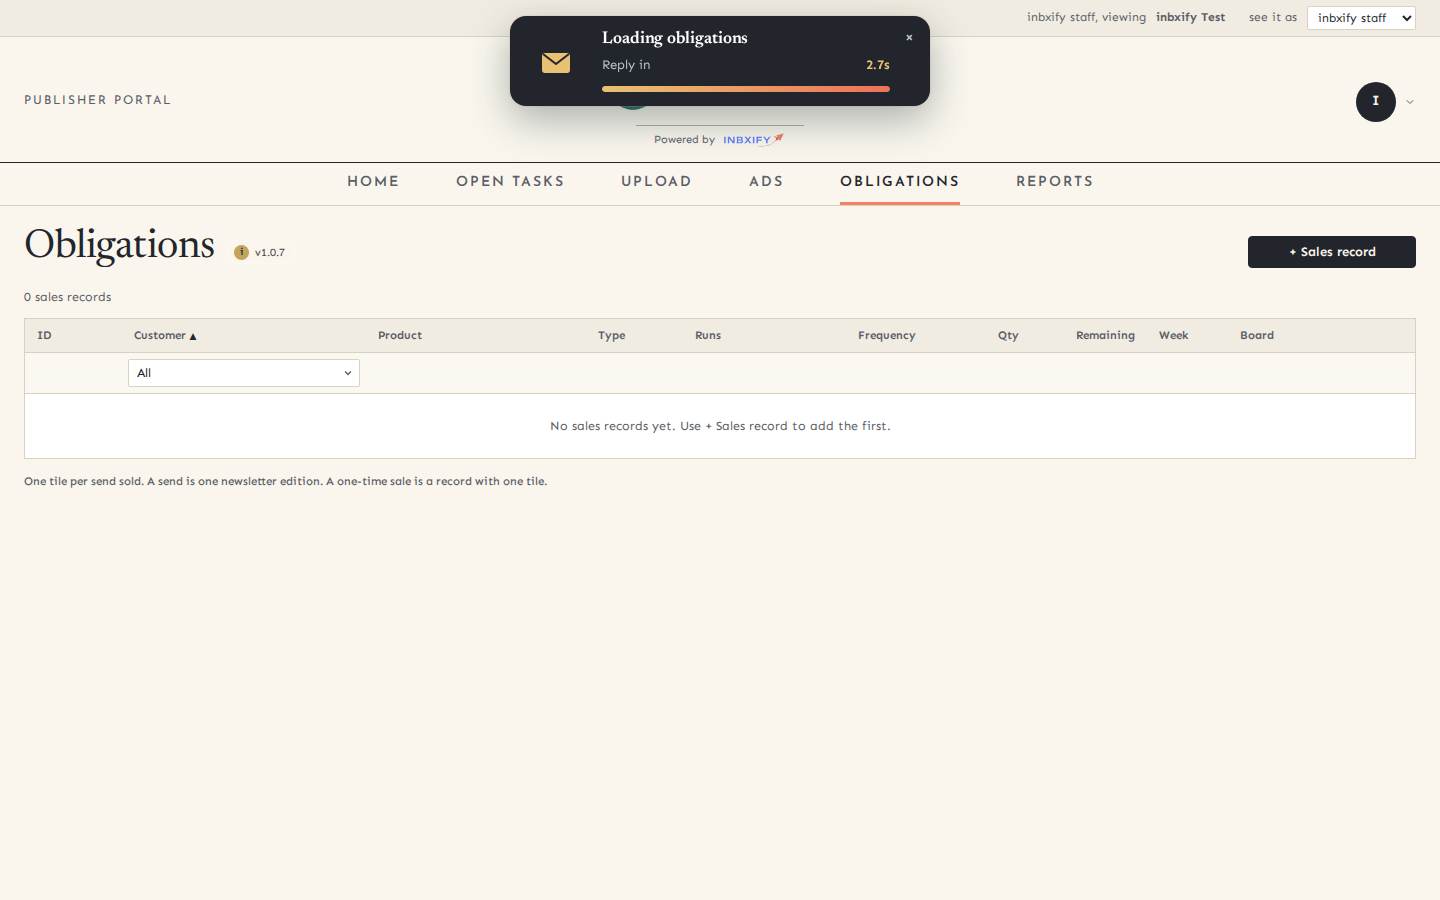 inbxify staff, viewing inbxify Test see it as inbxify staff
Loading obligations ×
Reply in 2.7s
PUBLISHER PORTAL
I
Powered by INBXIFY
HOME OPEN TASKS UPLOAD ADS OBLIGATIONS REPORTS
Obligations i v1.0.7
+ Sales record
0 sales records
ID Customer ▲ Product Type Runs Frequency Qty Remaining Week Board
All
No sales records yet. Use + Sales record to add the first.
One tile per send sold. A send is one newsletter edition. A one-time sale is a record with one tile.